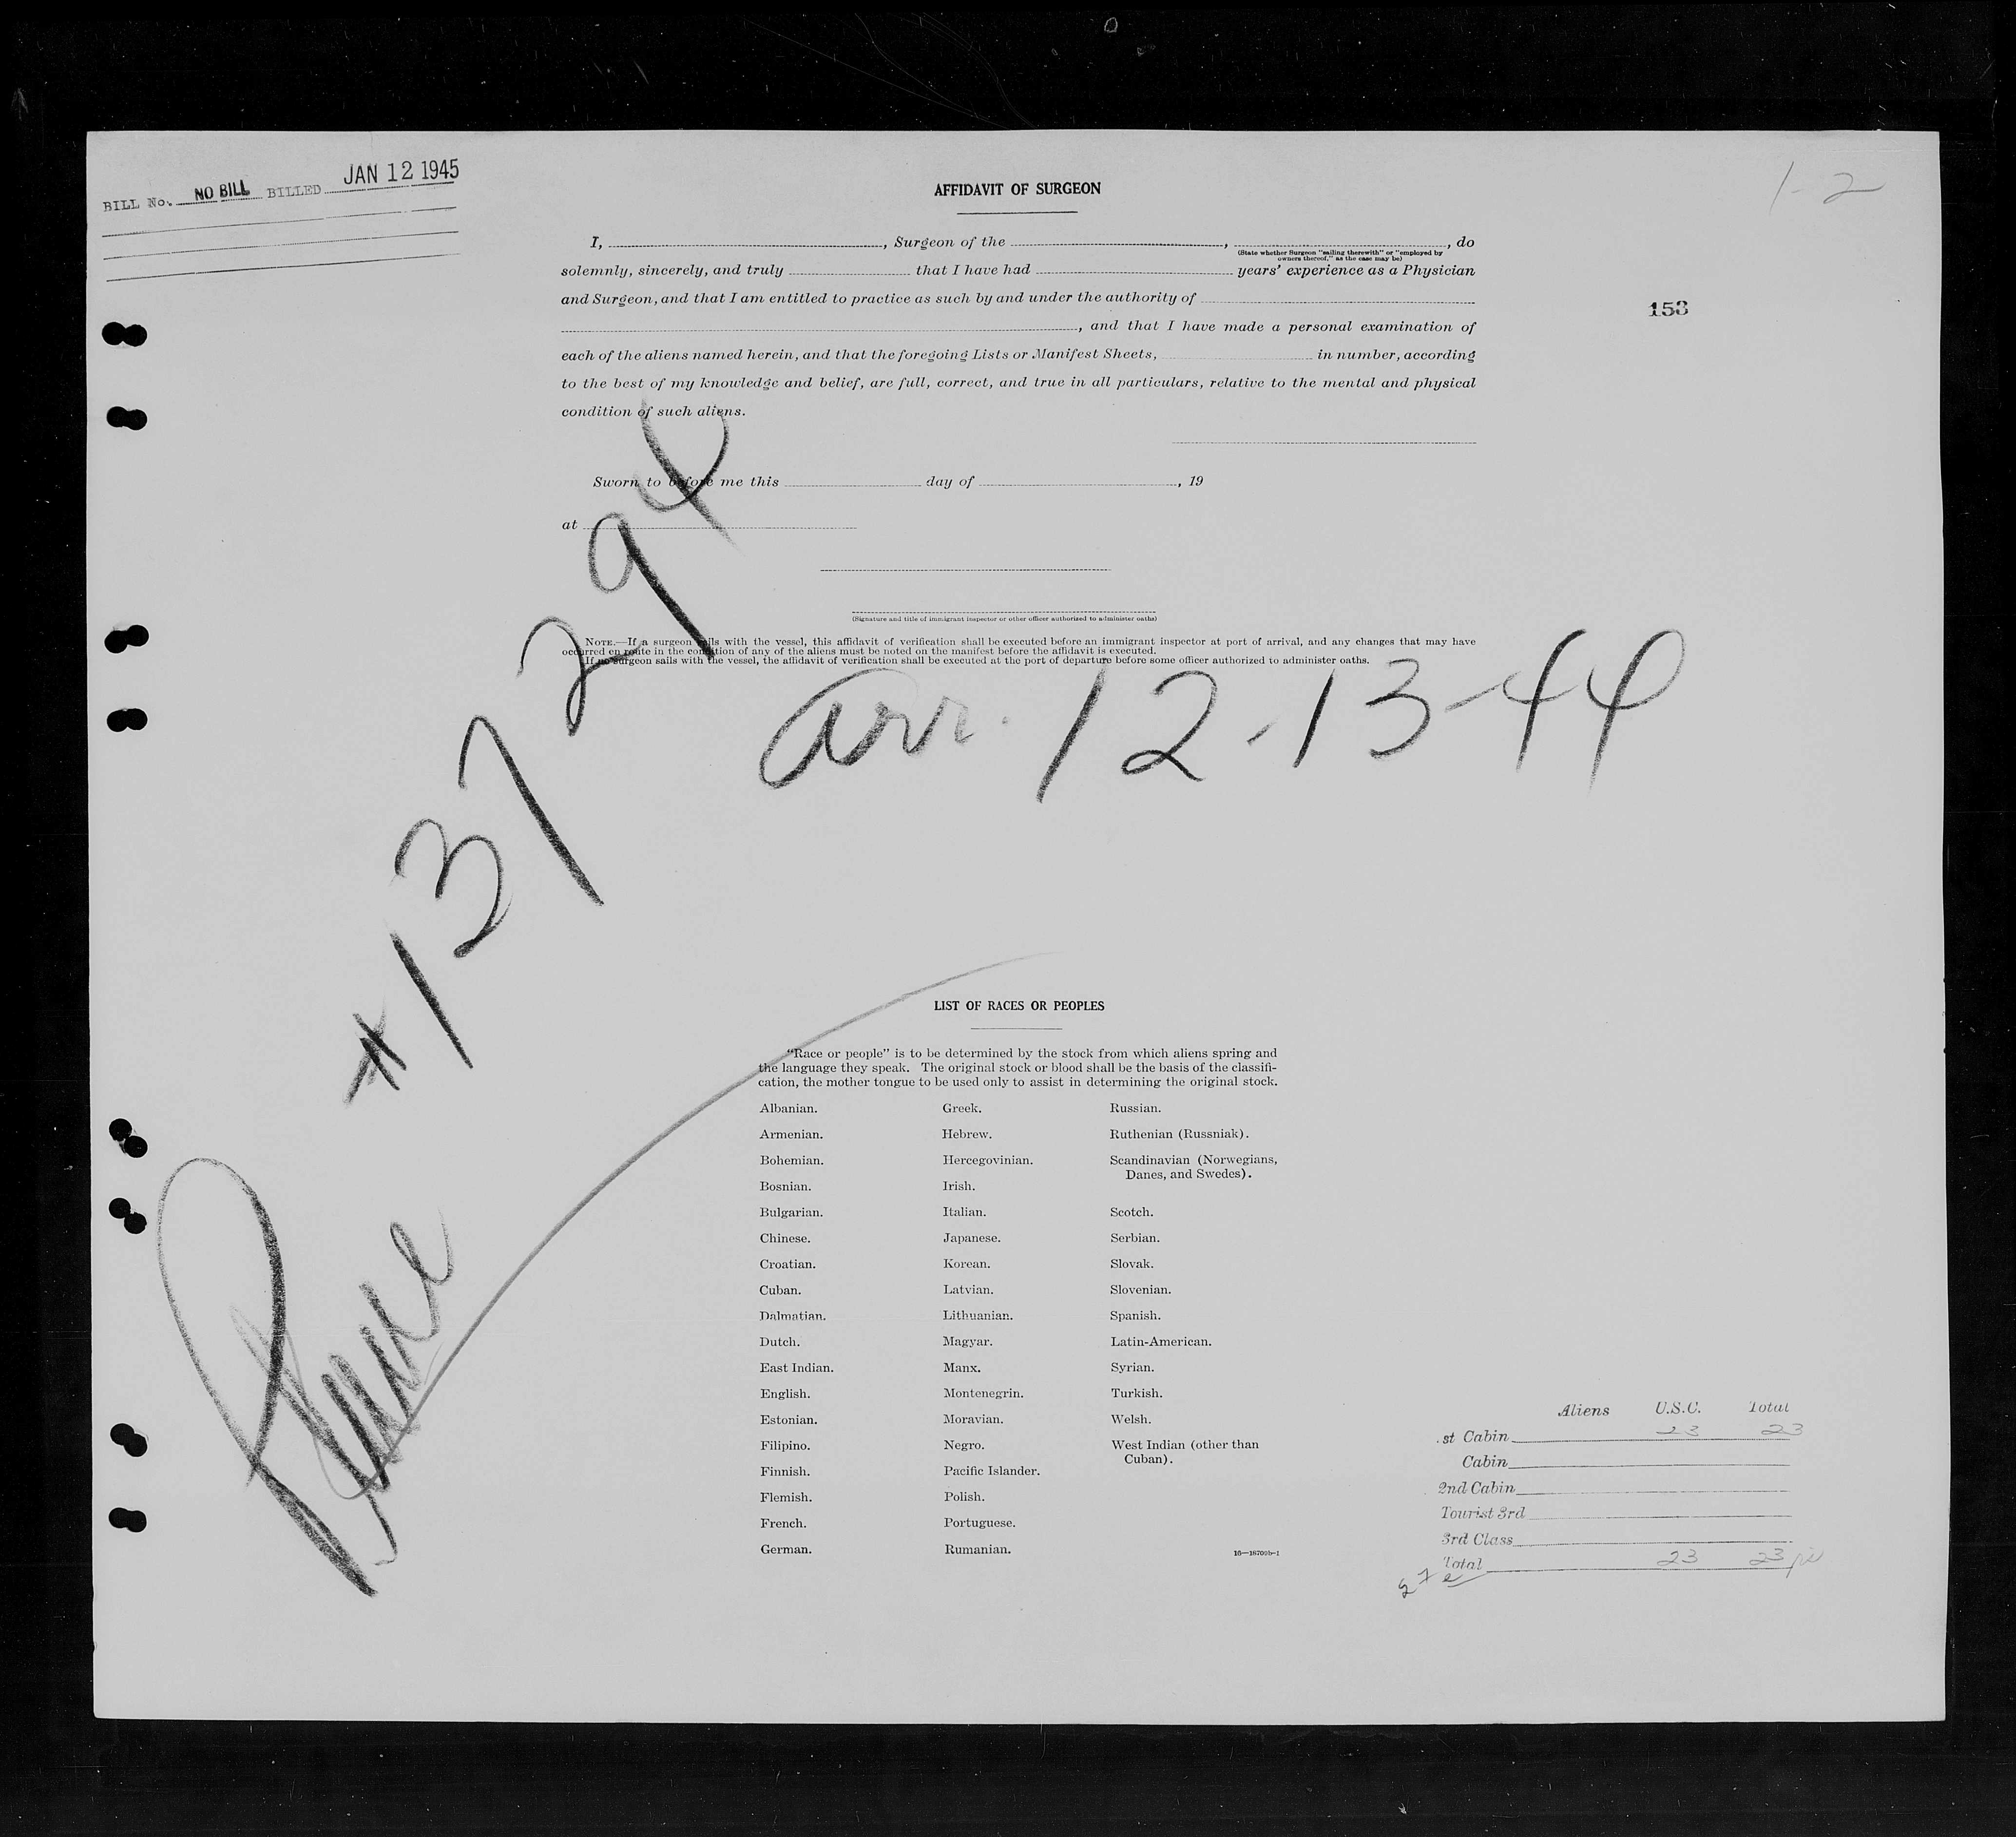 BILL No. NO BILL BILLED JAN 12 1945
1-2
AFFIDAVIT OF SURGEON
I, , Surgeon of the , , do
(State whether Surgeon "sailing therewith" or "employed by
owners thereof," as the case may be)
solemnly, sincerely, and truly that I have had years' experience as a Physician
and Surgeon, and that I am entitled to practice as such by and under the authority of
, and that I have made a personal examination of
153
each of the aliens named herein, and that the foregoing Lists or Manifest Sheets, in number, according
to the best of my knowledge and belief, are full, correct, and true in all particulars, relative to the mental and physical
condition of such aliens.
Sworn to before me this day of , 19
at
(Signature and title of immigrant inspector or other officer authorized to administer oaths)
NOTE.—If a surgeon sails with the vessel, this affidavit of verification shall be executed before an immigrant inspector at port of arrival, and any changes that may have
occurred en route in the condition of any of the aliens must be noted on the manifest before the affidavit is executed.
If no surgeon sails with the vessel, the affidavit of verification shall be executed at the port of departure before some officer authorized to administer oaths.
arr. 12-13-44
#137294
LIST OF RACES OR PEOPLES
"Race or people" is to be determined by the stock from which aliens spring and
the language they speak. The original stock or blood shall be the basis of the classifi-
cation, the mother tongue to be used only to assist in determining the original stock.
Albanian. Greek. Russian.
Armenian. Hebrew. Ruthenian (Russniak).
Bohemian. Hercegovinian. Scandinavian (Norwegians,
Danes, and Swedes).
Bosnian. Irish.
Bulgarian. Italian. Scotch.
Chinese. Japanese. Serbian.
Croatian. Korean. Slovak.
Cuban. Latvian. Slovenian.
Dalmatian. Lithuanian. Spanish.
Dutch. Magyar. Latin-American.
East Indian. Manx. Syrian.
English. Montenegrin. Turkish.
Estonian. Moravian. Welsh.
Filipino. Negro. West Indian (other than
Cuban).
Finnish. Pacific Islander.
Flemish. Polish.
French. Portuguese.
German. Rumanian.
16—16709b-1
Aliens U.S.C. Total
st Cabin 23 23
Cabin
2nd Cabin
Tourist 3rd
3rd Class
Total 23 23